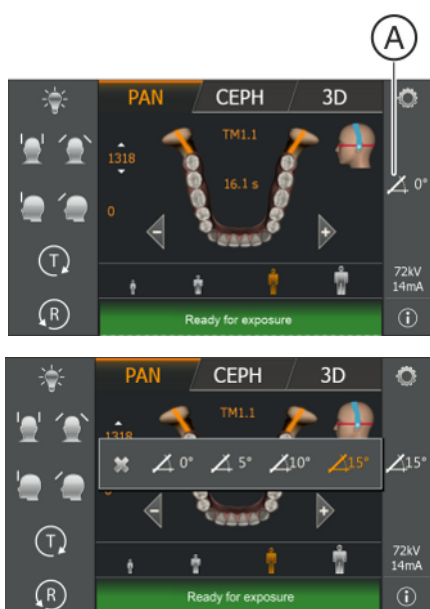 A
PAN CEPH 3D
TM1.1
1318
16.1 s
0° 
0
T
72kV
14mA
R
Ready for exposure
PAN CEPH 3D
TM1.1
1318
0° 5° 10° 15° 15°
T
72kV
14mA
R
Ready for exposure